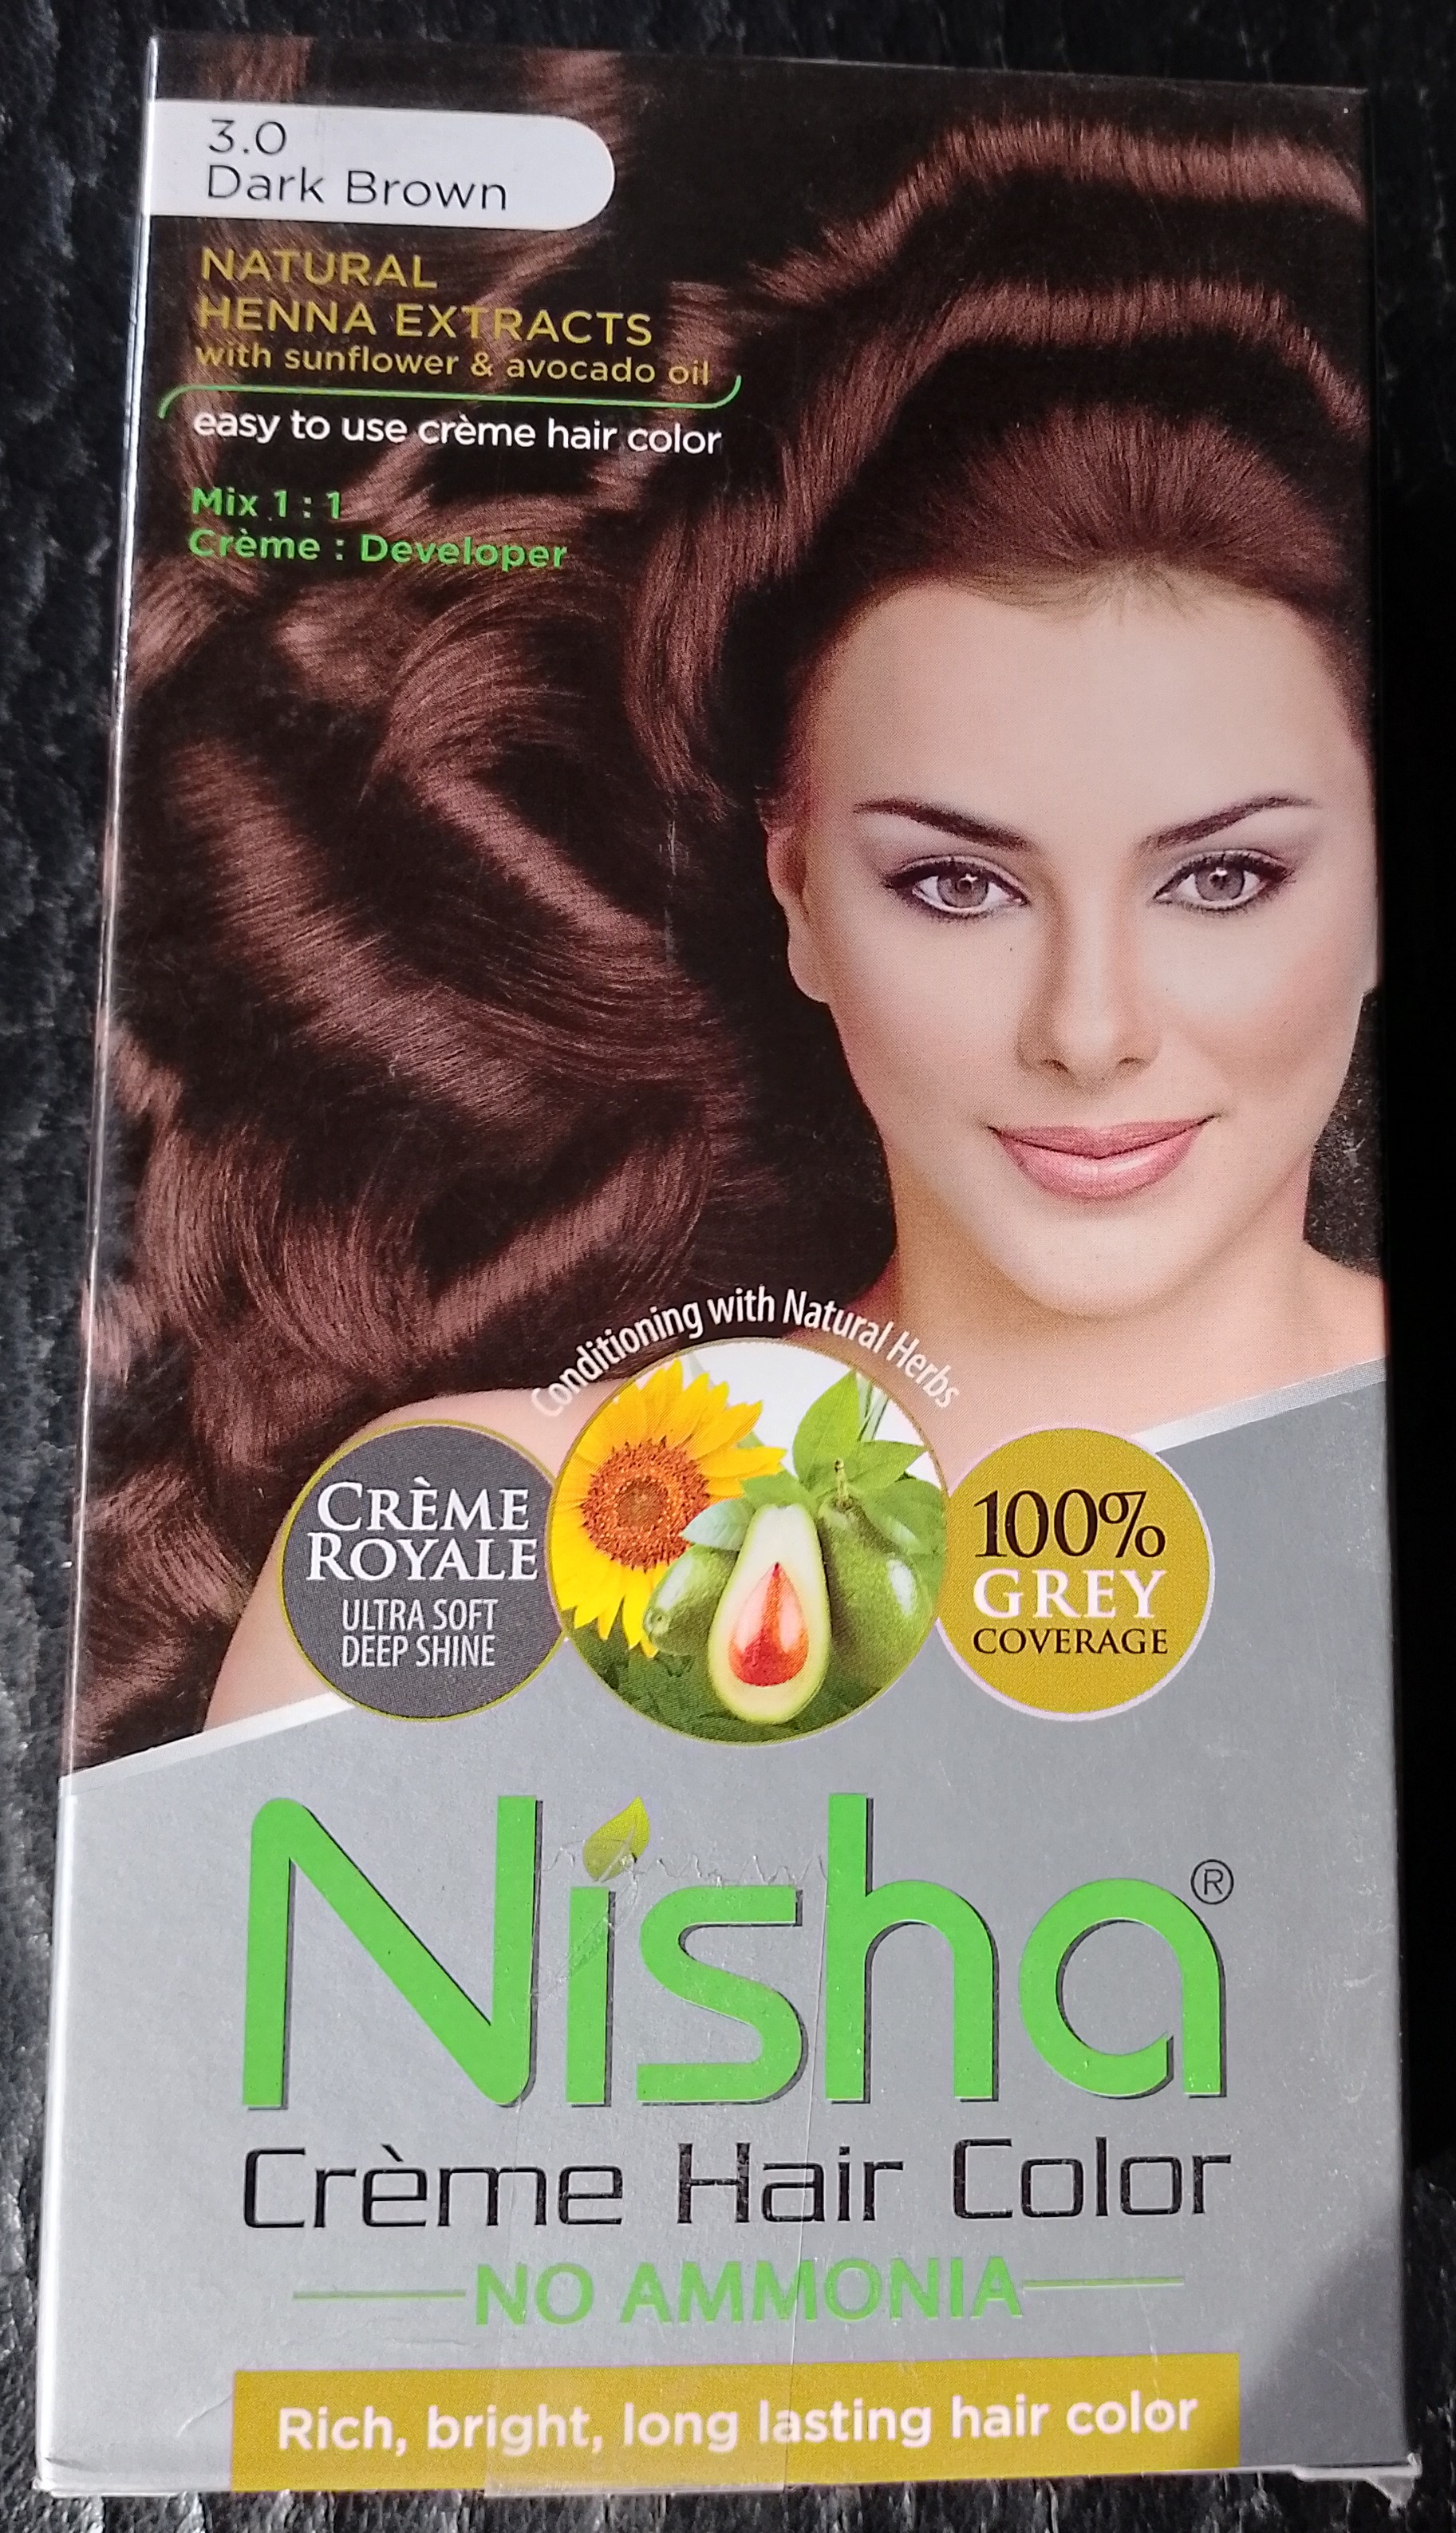 3.0
Dark Brown
NATURAL
HENNA EXTRACTS
with sunflower & avocado oil
easy to use crème hair color
Mix 1 : 1
Crème : Developer
Conditioning with Natural Herbs
CRÈME
ROYALE
ULTRA SOFT
DEEP SHINE
100%
GREY
COVERAGE
Nisha®
Crème Hair Color
NO AMMONIA
Rich, bright, long lasting hair color